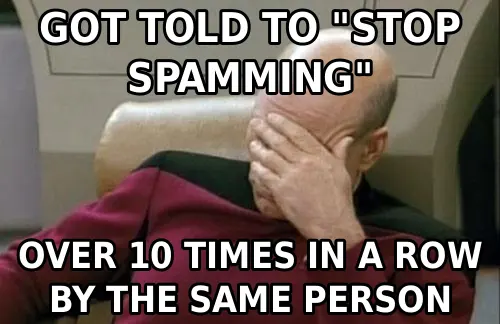 GOT TOLD TO "STOP
SPAMMING"
OVER 10 TIMES IN A ROW
BY THE SAME PERSON